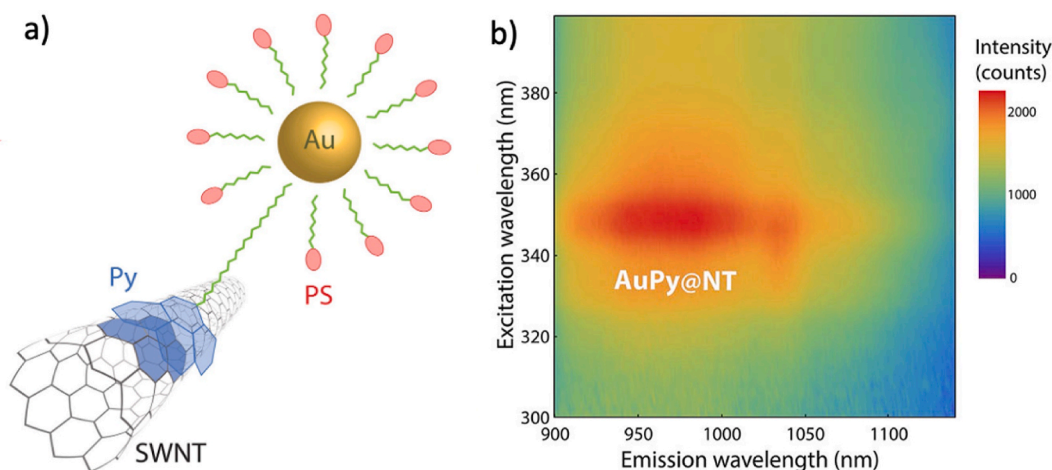 a)
Au
Py
PS
SWNT
b)
Excitation wavelength (nm)
380
360
340
320
300
AuPy@NT
900
950
1000
1050
1100
Emission wavelength (nm)
Intensity
(counts)
2000
1000
0